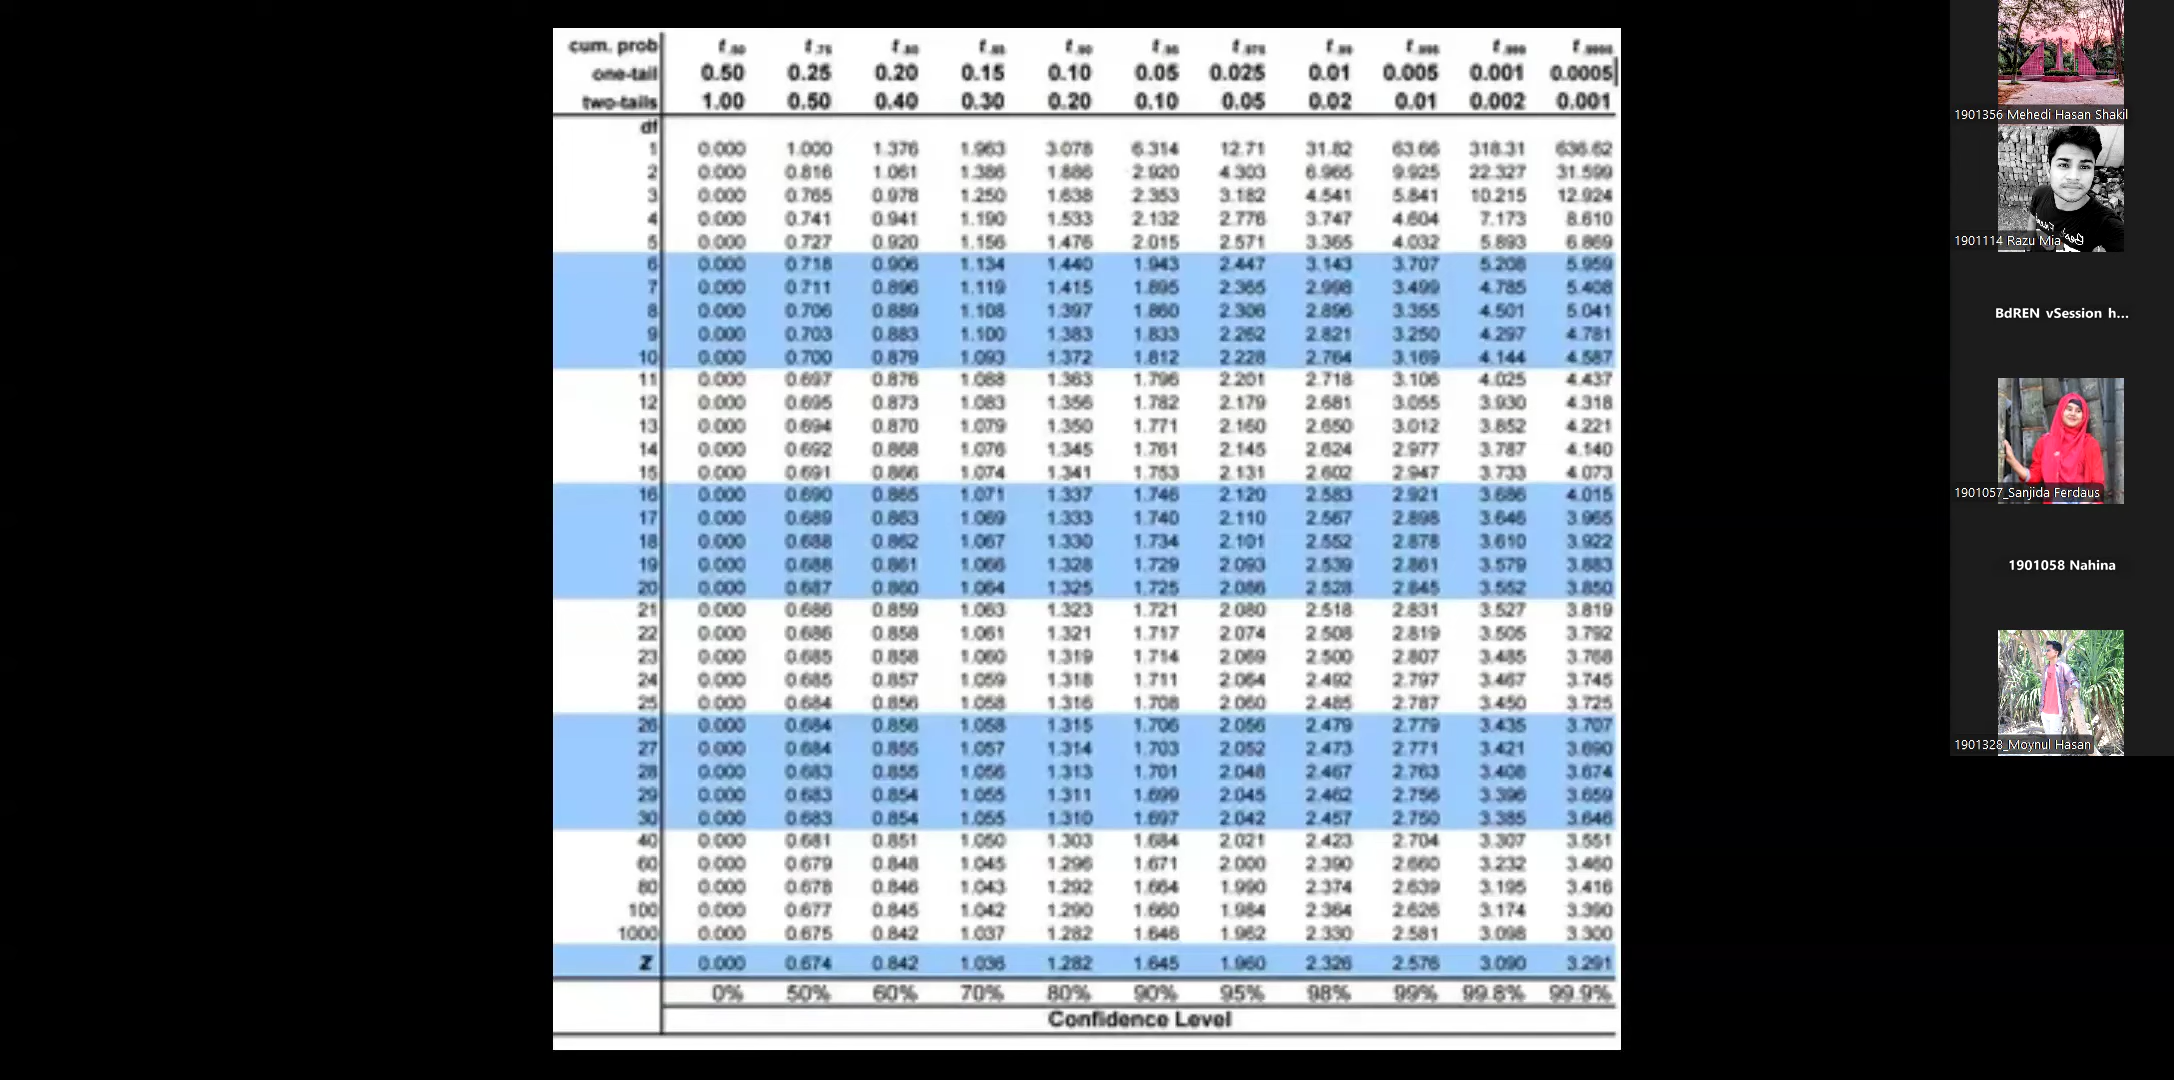 cum. prob t.50 t.75 t.80 t.85 t.90 t.95 t.975 t.99 t.995 t.999 t.9995
one-tail 0.50 0.25 0.20 0.15 0.10 0.05 0.025 0.01 0.005 0.001 0.0005
two-tails 1.00 0.50 0.40 0.30 0.20 0.10 0.05 0.02 0.01 0.002 0.001
df
1 0.000 1.000 1.376 1.963 3.078 6.314 12.71 31.82 63.66 318.31 636.62
2 0.000 0.816 1.061 1.386 1.886 2.920 4.303 6.965 9.925 22.327 31.599
3 0.000 0.765 0.978 1.250 1.638 2.353 3.182 4.541 5.841 10.215 12.924
4 0.000 0.741 0.941 1.190 1.533 2.132 2.776 3.747 4.604 7.173 8.610
5 0.000 0.727 0.920 1.156 1.476 2.015 2.571 3.365 4.032 5.893 6.869
6 0.000 0.718 0.906 1.134 1.440 1.943 2.447 3.143 3.707 5.208 5.959
7 0.000 0.711 0.896 1.119 1.415 1.895 2.365 2.998 3.499 4.785 5.408
8 0.000 0.706 0.889 1.108 1.397 1.860 2.306 2.896 3.355 4.501 5.041
9 0.000 0.703 0.883 1.100 1.383 1.833 2.262 2.821 3.250 4.297 4.781
10 0.000 0.700 0.879 1.093 1.372 1.812 2.228 2.764 3.169 4.144 4.587
11 0.000 0.697 0.876 1.088 1.363 1.796 2.201 2.718 3.106 4.025 4.437
12 0.000 0.695 0.873 1.083 1.356 1.782 2.179 2.681 3.055 3.930 4.318
13 0.000 0.694 0.870 1.079 1.350 1.771 2.160 2.650 3.012 3.852 4.221
14 0.000 0.692 0.868 1.076 1.345 1.761 2.145 2.624 2.977 3.787 4.140
15 0.000 0.691 0.866 1.074 1.341 1.753 2.131 2.602 2.947 3.733 4.073
16 0.000 0.690 0.865 1.071 1.337 1.746 2.120 2.583 2.921 3.686 4.015
17 0.000 0.689 0.863 1.069 1.333 1.740 2.110 2.567 2.898 3.646 3.965
18 0.000 0.688 0.862 1.067 1.330 1.734 2.101 2.552 2.878 3.610 3.922
19 0.000 0.688 0.861 1.066 1.328 1.729 2.093 2.539 2.861 3.579 3.883
20 0.000 0.687 0.860 1.064 1.325 1.725 2.086 2.528 2.845 3.552 3.850
21 0.000 0.686 0.859 1.063 1.323 1.721 2.080 2.518 2.831 3.527 3.819
22 0.000 0.686 0.858 1.061 1.321 1.717 2.074 2.508 2.819 3.505 3.792
23 0.000 0.685 0.858 1.060 1.319 1.714 2.069 2.500 2.807 3.485 3.768
24 0.000 0.685 0.857 1.059 1.318 1.711 2.064 2.492 2.797 3.467 3.745
25 0.000 0.684 0.856 1.058 1.316 1.708 2.060 2.485 2.787 3.450 3.725
26 0.000 0.684 0.856 1.058 1.315 1.706 2.056 2.479 2.779 3.435 3.707
27 0.000 0.684 0.855 1.057 1.314 1.703 2.052 2.473 2.771 3.421 3.690
28 0.000 0.683 0.855 1.056 1.313 1.701 2.048 2.467 2.763 3.408 3.674
29 0.000 0.683 0.854 1.055 1.311 1.699 2.045 2.462 2.756 3.396 3.659
30 0.000 0.683 0.854 1.055 1.310 1.697 2.042 2.457 2.750 3.385 3.646
40 0.000 0.681 0.851 1.050 1.303 1.684 2.021 2.423 2.704 3.307 3.551
60 0.000 0.679 0.848 1.045 1.296 1.671 2.000 2.390 2.660 3.232 3.460
80 0.000 0.678 0.846 1.043 1.292 1.664 1.990 2.374 2.639 3.195 3.416
100 0.000 0.677 0.845 1.042 1.290 1.660 1.984 2.364 2.626 3.174 3.390
1000 0.000 0.675 0.842 1.037 1.282 1.646 1.962 2.330 2.581 3.098 3.300
Z 0.000 0.674 0.842 1.036 1.282 1.645 1.960 2.326 2.576 3.090 3.291
0% 50% 60% 70% 80% 90% 95% 98% 99% 99.8% 99.9%
Confidence Level
1901356 Mehedi Hasan Shakil
1901114 Razu Mia
BdREN vSession h...
1901057_Sanjida Ferdaus
1901058 Nahina
1901328_Moynul Hasan